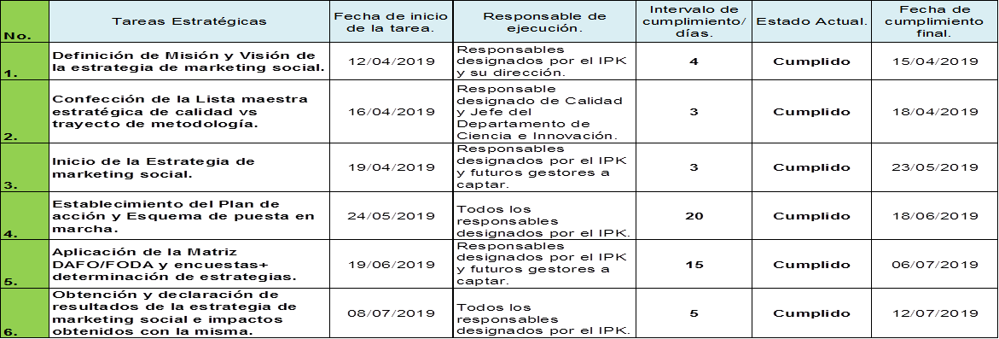 No.
Tareas Estratégicas
Fecha de inicio
de la tarea.
Responsable de
ejecución.
Intervalo de
cumplimiento/
días.
Estado Actual.
Fecha de
cumplimiento
final.
1.
Definición de Misión y Visión de
la estrategia de marketing social.
12/04/2019
Responsables
designados por el IPK
y su dirección.
4
Cumplido
15/04/2019
2.
Confección de la Lista maestra
estratégica de calidad vs
trayecto de metodología.
16/04/2019
Responsable
designado de Calidad
y Jefe del
Departamento de
Ciencia e Innovación.
3
Cumplido
18/04/2019
3.
Inicio de la Estrategia de
marketing social.
19/04/2019
Responsables
designados por el IPK
y futuros gestores a
captar.
3
Cumplido
23/05/2019
4.
Establecimiento del Plan de
acción y Esquema de puesta en
marcha.
24/05/2019
Todos los
responsables
designados por el IPK.
20
Cumplido
18/06/2019
5.
Aplicación de la Matriz
DAFO/FODA y encuestas+
determinación de estrategias.
19/06/2019
Responsables
designados por el IPK
y futuros gestores a
captar.
15
Cumplido
06/07/2019
6.
Obtención y declaración de
resultados de la estrategia de
marketing social e impactos
obtenidos con la misma.
08/07/2019
Todos los
responsables
designados por el IPK.
5
Cumplido
12/07/2019